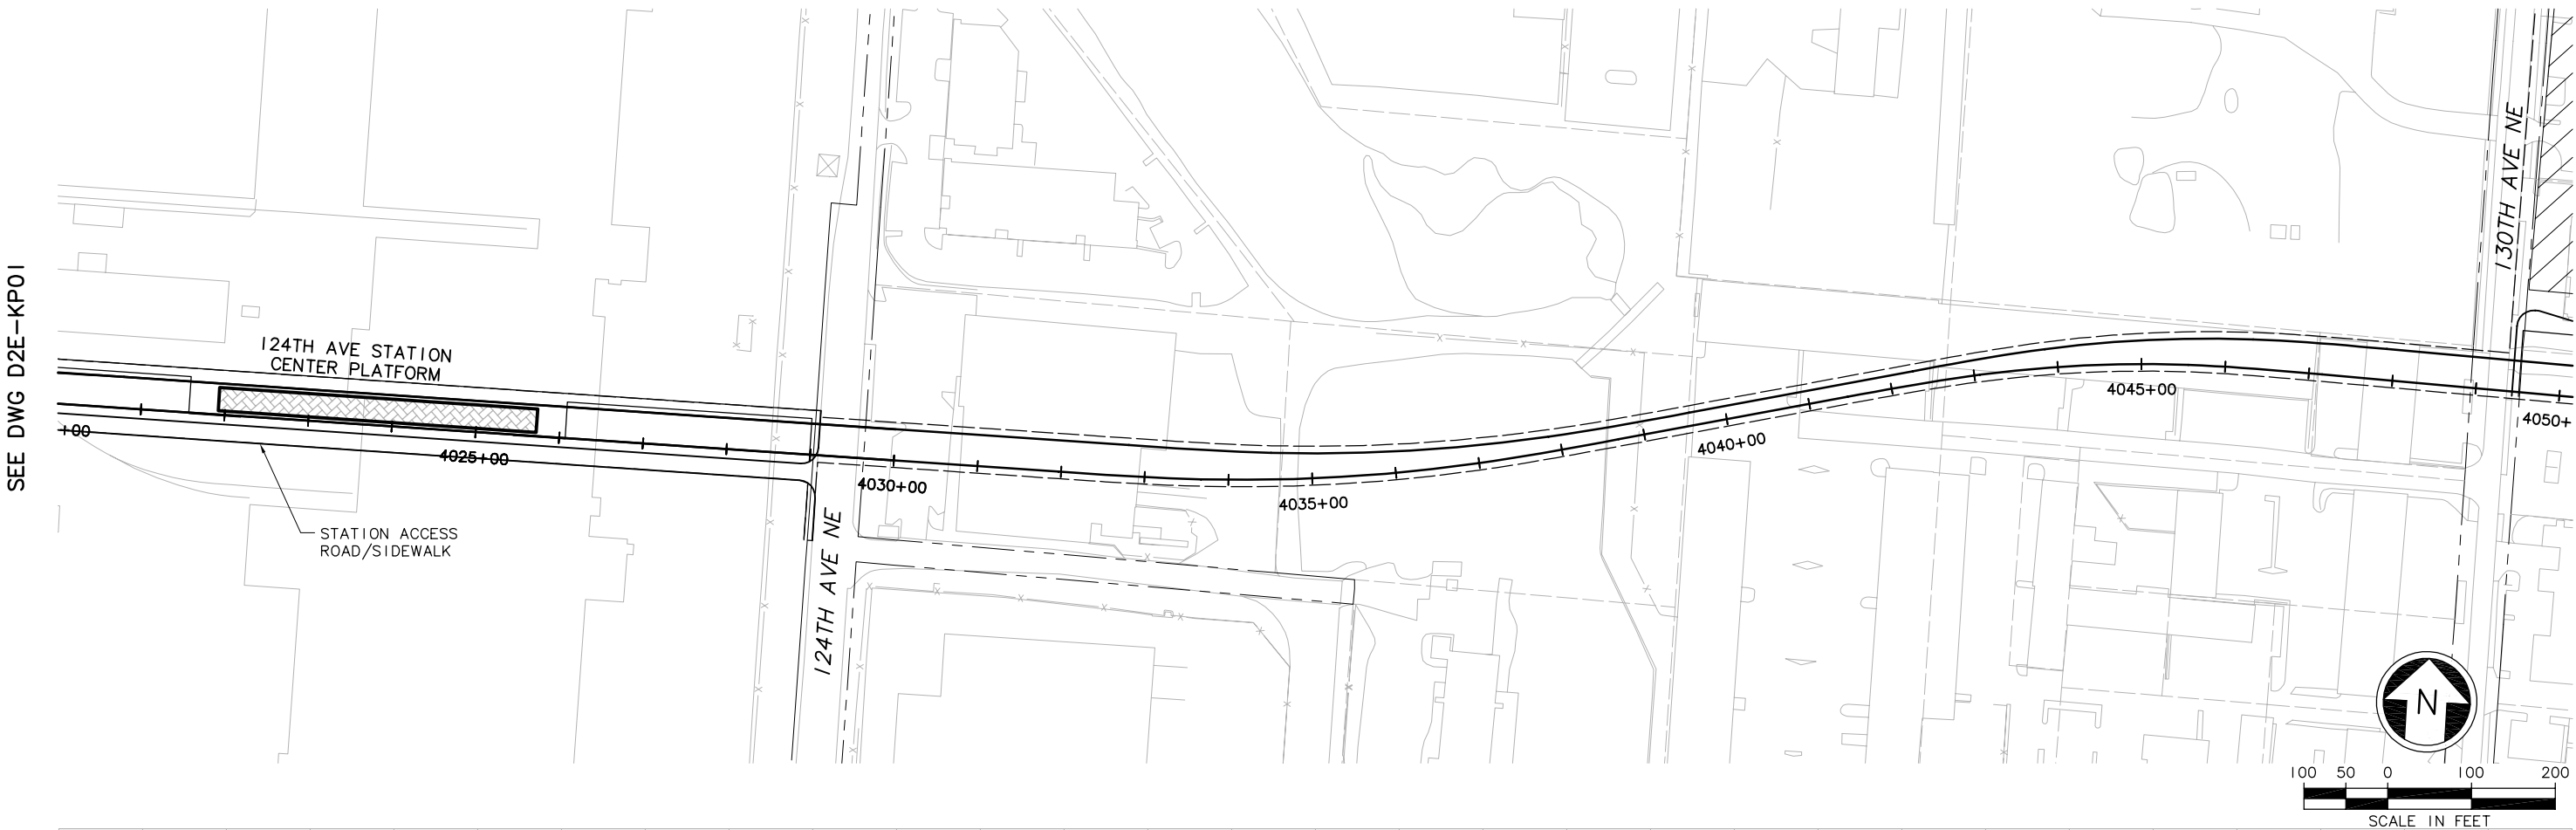 SEE DWG D2E-KP01
124TH AVE STATION
CENTER PLATFORM
+00
4025+00
STATION ACCESS
ROAD/SIDEWALK
124TH AVE NE
4030+00
4035+00
4040+00
4045+00
4050+
130TH AVE NE
N
100 50 0 100 200
SCALE IN FEET